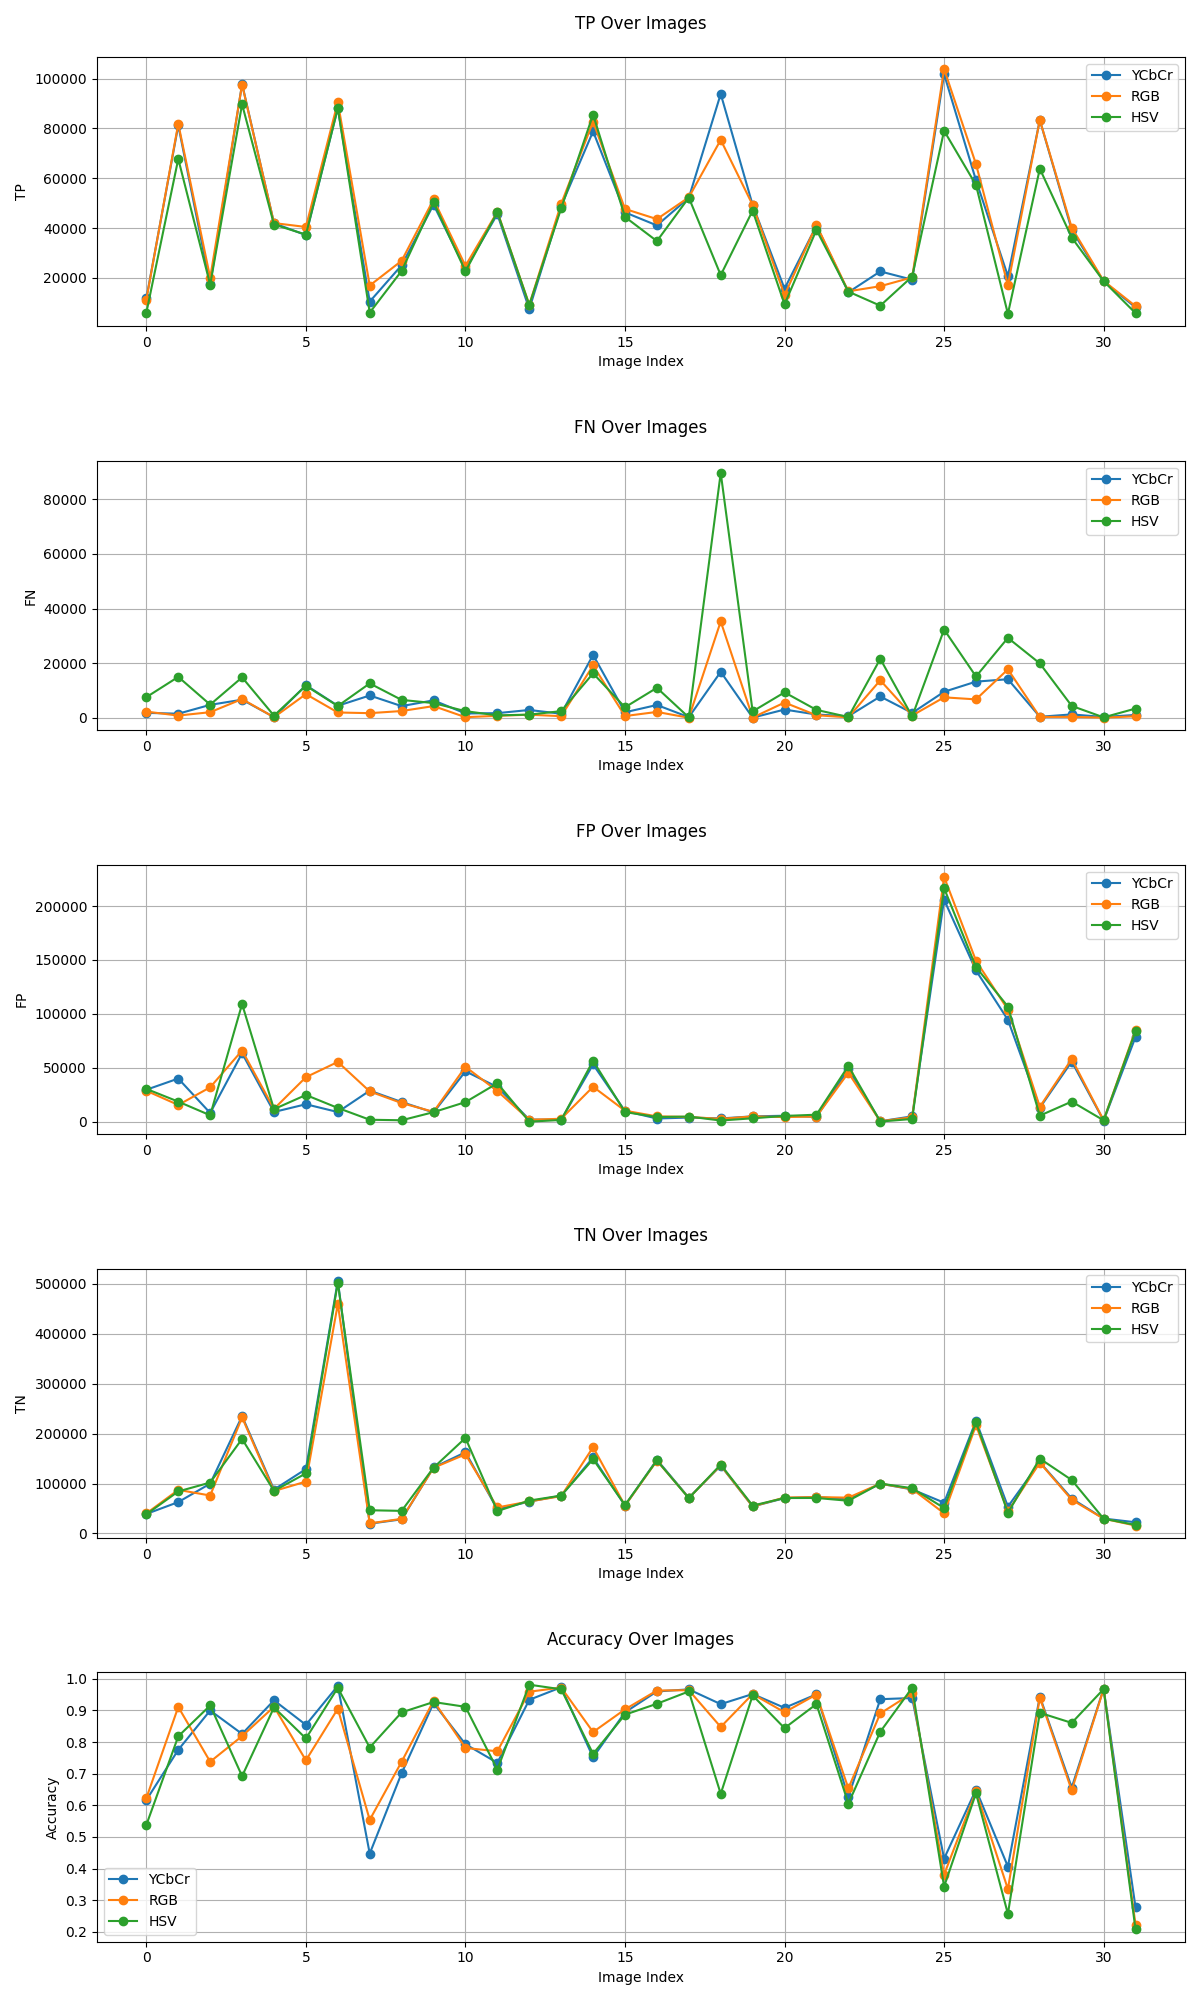 TP Over Images
100000
80000
60000
40000
20000
TP
YCbCr
RGB
HSV
0 5 10 15 20 25 30
Image Index
FN Over Images
80000
60000
40000
20000
0
FN
YCbCr
RGB
HSV
0 5 10 15 20 25 30
Image Index
FP Over Images
200000
150000
100000
50000
0
FP
YCbCr
RGB
HSV
0 5 10 15 20 25 30
Image Index
TN Over Images
500000
400000
300000
200000
100000
0
TN
YCbCr
RGB
HSV
0 5 10 15 20 25 30
Image Index
Accuracy Over Images
1.0
0.9
0.8
0.7
0.6
0.5
0.4
0.3
0.2
Accuracy
YCbCr
RGB
HSV
0 5 10 15 20 25 30
Image Index